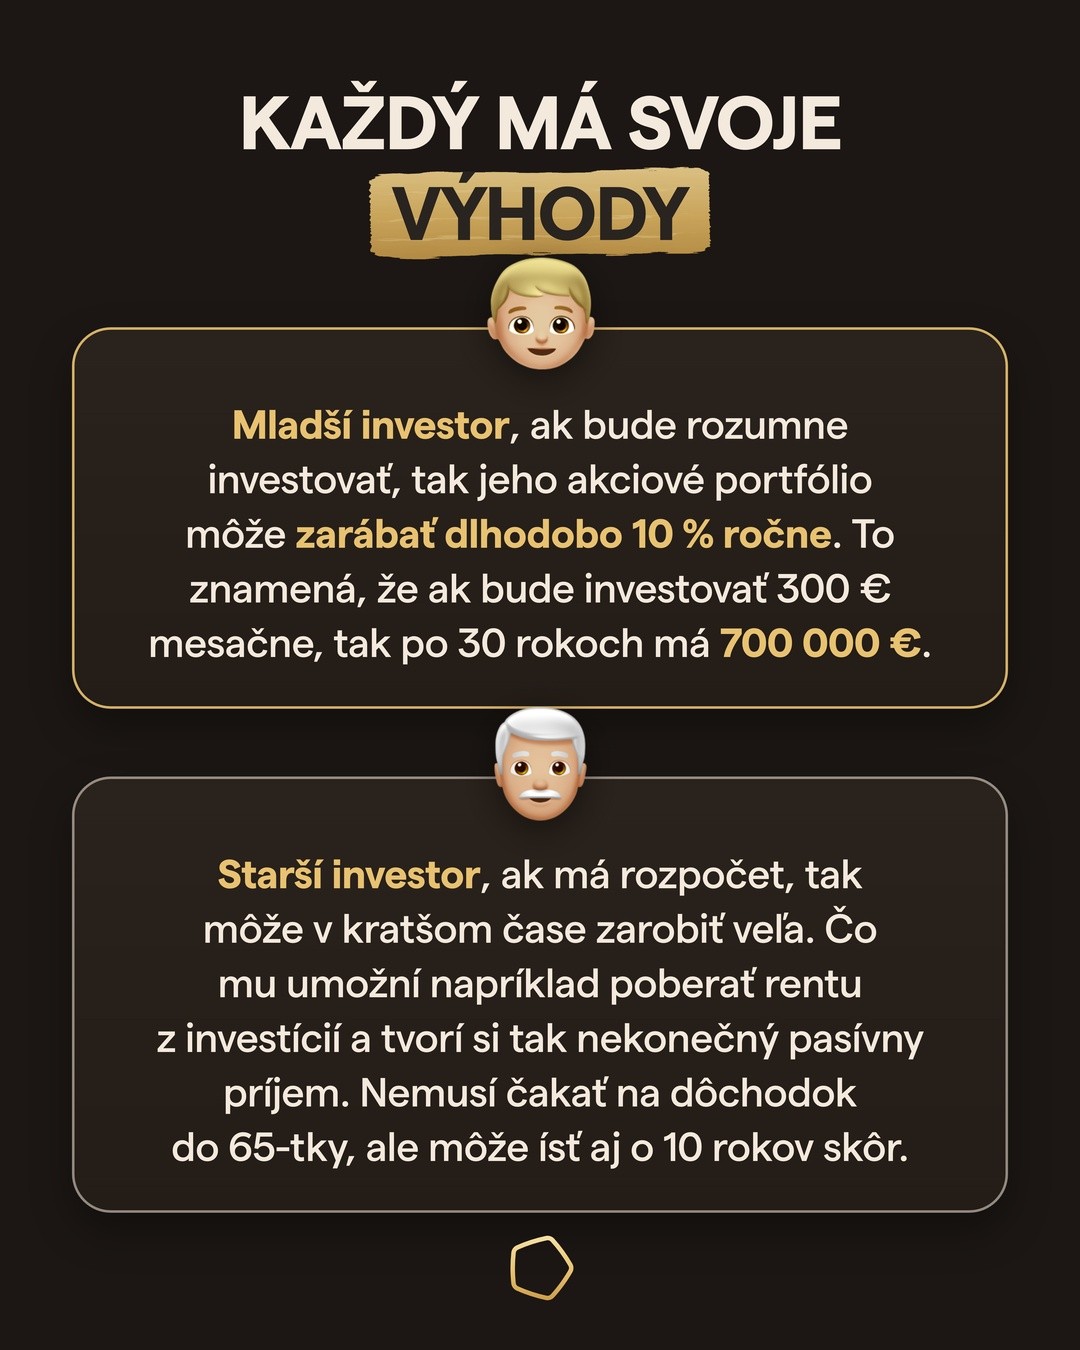 KAŽDÝ MÁ SVOJE
VÝHODY
Mladší investor, ak bude rozumne
investovať, tak jeho akciové portfólio
môže zarábať dlhodobo 10 % ročne. To
znamená, že ak bude investovať 300 €
mesačne, tak po 30 rokoch má 700 000 €.
Starší investor, ak má rozpočet, tak
môže v kratšom čase zarobiť veľa. Čo
mu umožní napríklad poberať rentu
z investícií a tvorí si tak nekonečný pasívny
príjem. Nemusí čakať na dôchodok
do 65-tky, ale môže ísť aj o 10 rokov skôr.